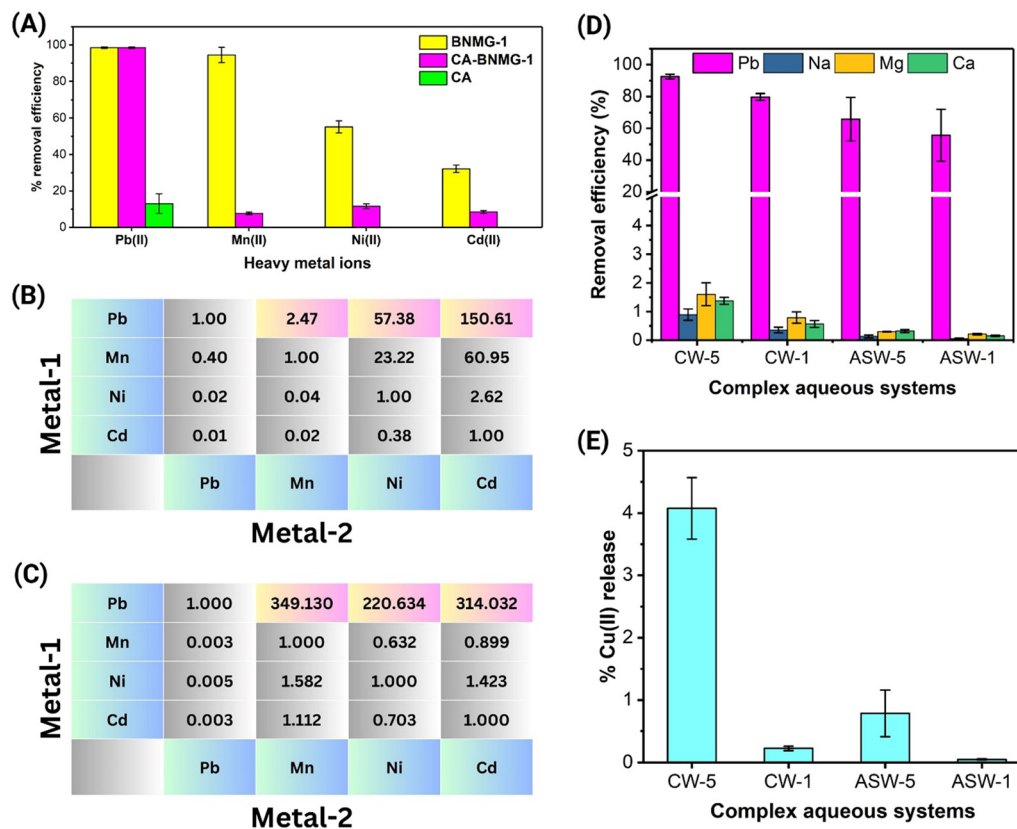 (A)
% removal efficiency
100
80
60
40
20
0
BNMG-1
CA-BNMG-1
CA
Pb(II) Mn(II) Ni(II) Cd(II)
Heavy metal ions
(B)
Metal-1
Pb 1.00 2.47 57.38 150.61
Mn 0.40 1.00 23.22 60.95
Ni 0.02 0.04 1.00 2.62
Cd 0.01 0.02 0.38 1.00
Pb Mn Ni Cd
Metal-2
(C)
Metal-1
Pb 1.000 349.130 220.634 314.032
Mn 0.003 1.000 0.632 0.899
Ni 0.005 1.582 1.000 1.423
Cd 0.003 1.112 0.703 1.000
Pb Mn Ni Cd
Metal-2
(D)
Removal efficiency (%)
Pb Na Mg Ca
100
80
60
40
20
5
4
3
2
1
0
CW-5 CW-1 ASW-5 ASW-1
Complex aqueous systems
(E)
% Cu(II) release
5
4
3
2
1
0
CW-5 CW-1 ASW-5 ASW-1
Complex aqueous systems